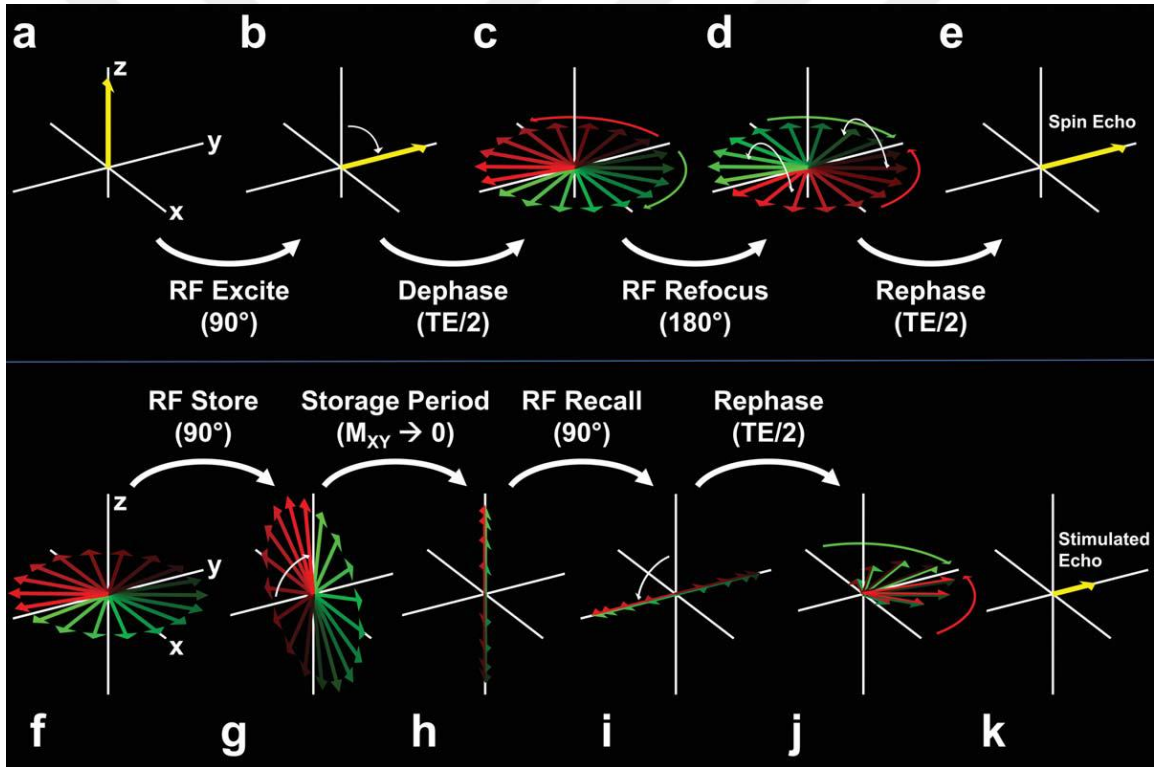 a b c d e
z
y
x
Spin Echo
RF Excite
(90°)
Dephase
(TE/2)
RF Refocus
(180°)
Rephase
(TE/2)
RF Store
(90°)
Storage Period
(M_XY → 0)
RF Recall
(90°)
Rephase
(TE/2)
z
y
x
Stimulated
Echo
f g h i j k